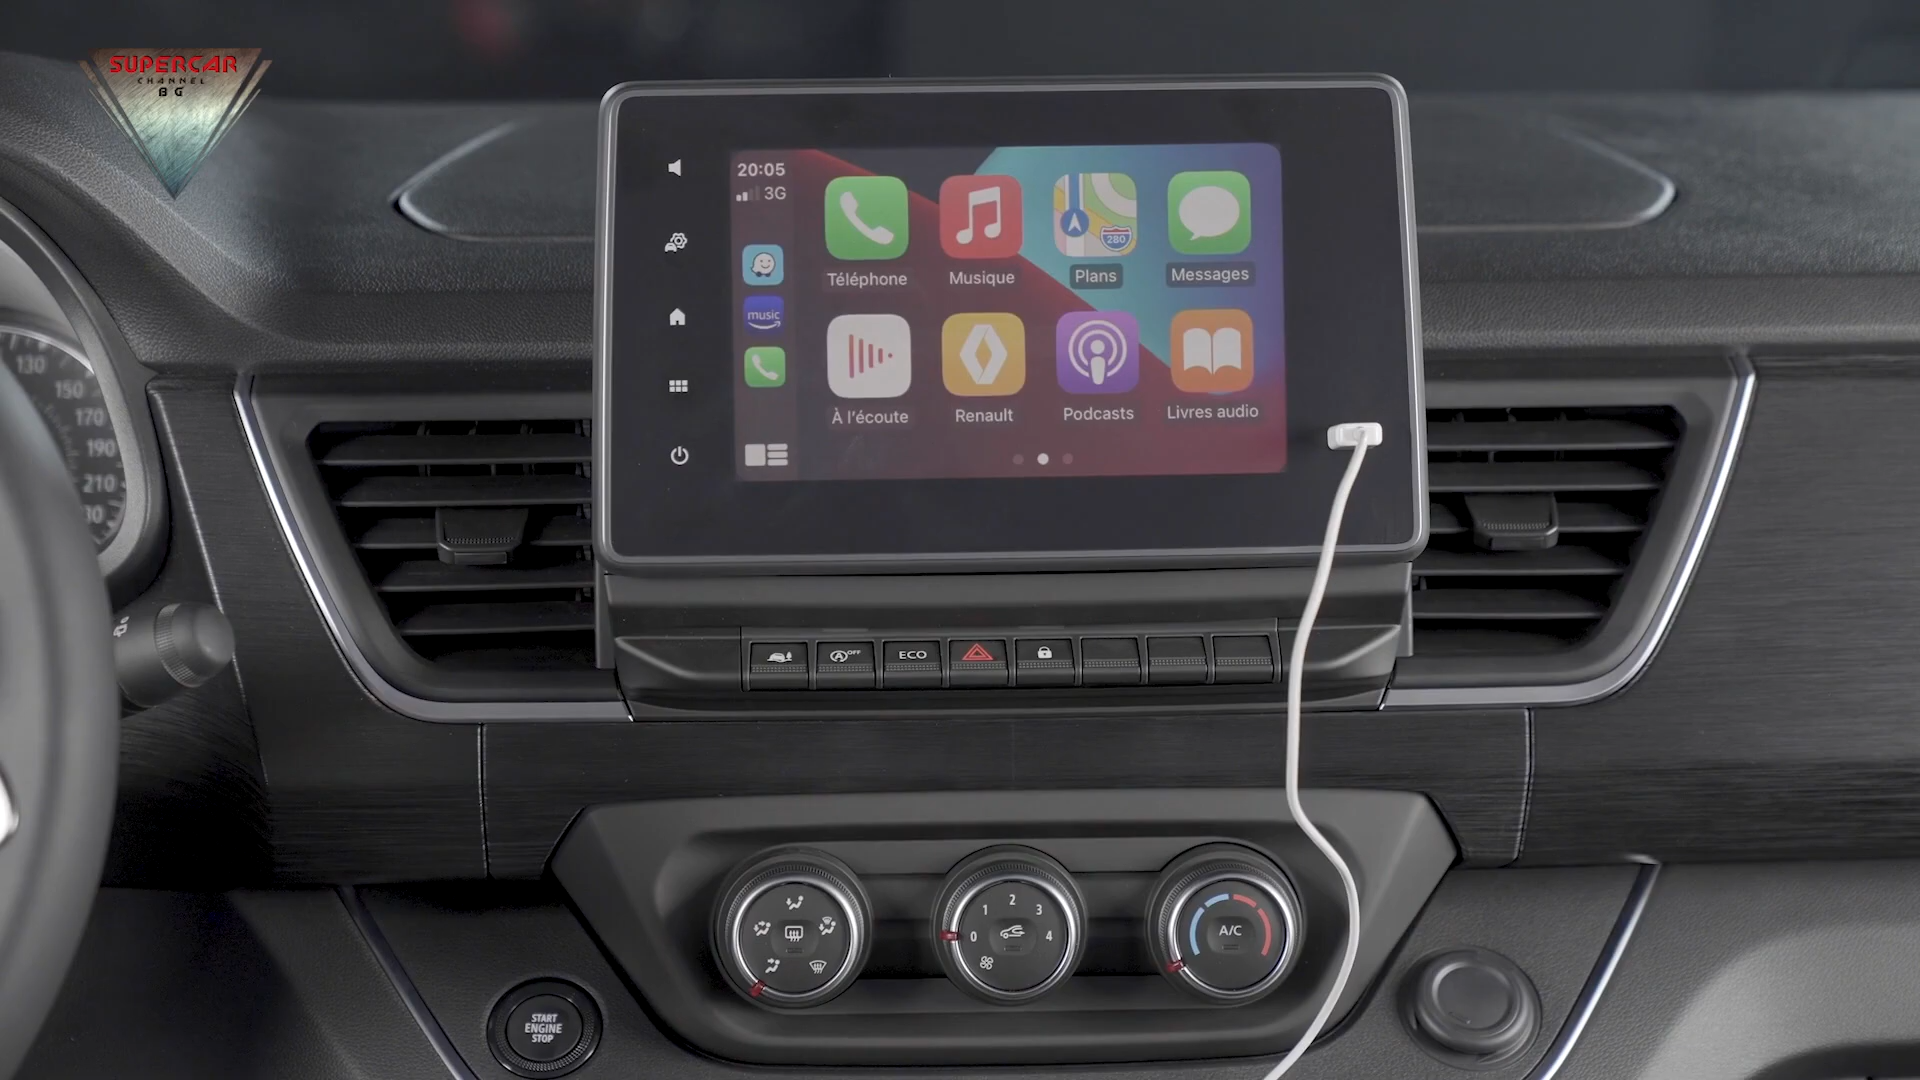 SUPERCAR
CHANNEL
BG
20:05
3G
music
Téléphone
Musique
280
Plans
Messages
À l'écoute
Renault
Podcasts
Livres audio
130
150
170
190
210
OFF
ECO
0 1 2 3 4
A/C
START
ENGINE
STOP